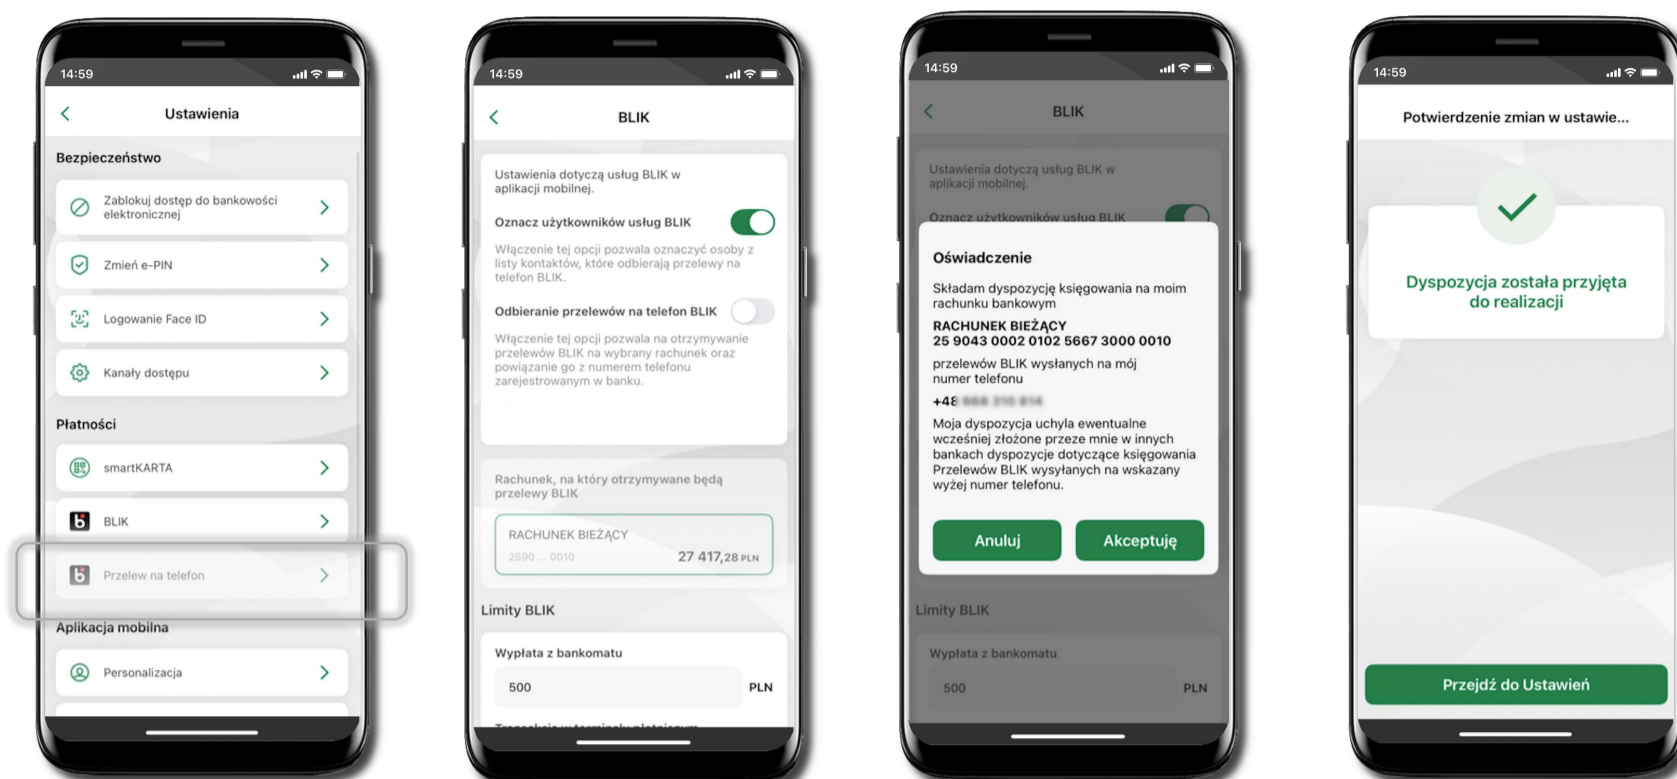 14:59
Ustawienia
Bezpieczeństwo
Zablokuj dostęp do bankowości
elektronicznej
Zmień e-PIN
Logowanie Face ID
Kanały dostępu
Płatności
smartKARTA
BLIK
Przelew na telefon
Aplikacja mobilna
Personalizacja
14:59
BLIK
Ustawienia dotyczą usług BLIK w
aplikacji mobilnej.
Oznacz użytkowników usług BLIK
Włączenie tej opcji pozwala oznaczyć osoby z
listy kontaktów, które odbierają przelewy na
telefon BLIK.
Odbieranie przelewów na telefon BLIK
Włączenie tej opcji pozwala na otrzymywanie
przelewów BLIK na wybrany rachunek oraz
powiązanie go z numerem telefonu
zarejestrowanym w banku.
Rachunek, na który otrzymywane będą
przelewy BLIK
RACHUNEK BIEŻĄCY
2590 ... 0010 27 417,28 PLN
Limity BLIK
Wypłata z bankomatu
500 PLN
Transakcje w terminalu płatniczym
14:59
BLIK
Ustawienia dotyczą usług BLIK w
aplikacji mobilnej.
Oznacz użytkowników usług BLIK
Oświadczenie
Składam dyspozycję księgowania na moim
rachunku bankowym
RACHUNEK BIEŻĄCY
25 9043 0002 0102 5667 3000 0010
przelewów BLIK wysłanych na mój
numer telefonu
+48
Moja dyspozycja uchyla ewentualne
wcześniej złożone przeze mnie w innych
bankach dyspozycje dotyczące księgowania
Przelewów BLIK wysyłanych na wskazany
wyżej numer telefonu.
Anuluj Akceptuję
Limity BLIK
Wypłata z bankomatu
500 PLN
14:59
Potwierdzenie zmian w ustawie...
Dyspozycja została przyjęta
do realizacji
Przejdź do Ustawień